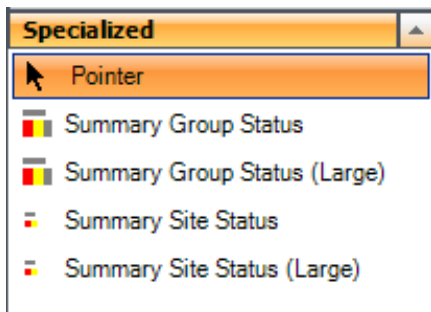 Specialized
Pointer
Summary Group Status
Summary Group Status (Large)
Summary Site Status
Summary Site Status (Large)